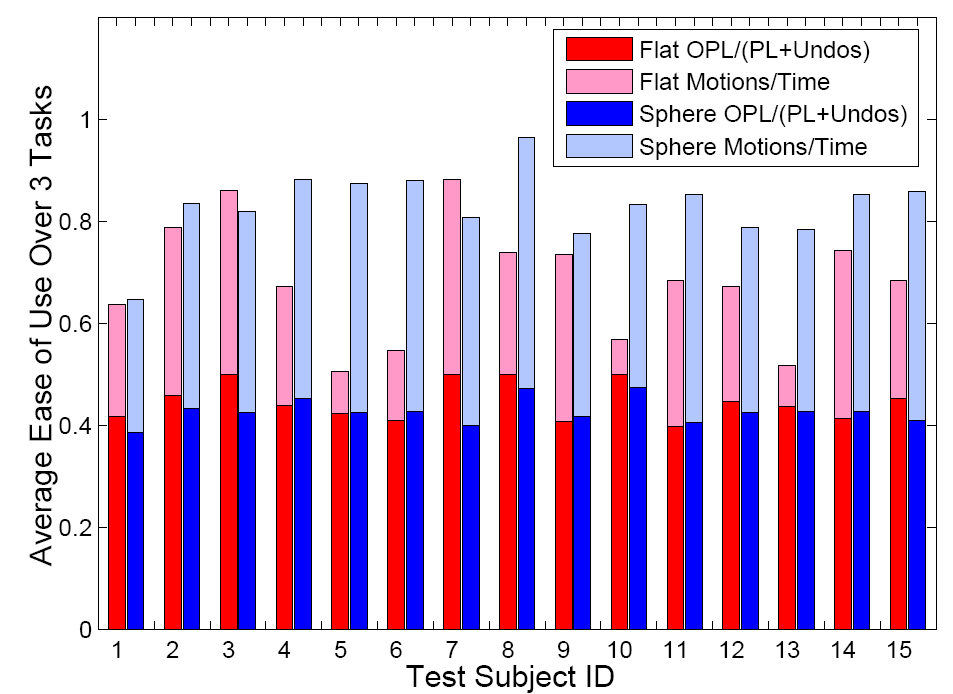 Flat OPL/(PL+Undos)
Flat Motions/Time
Sphere OPL/(PL+Undos)
Sphere Motions/Time
Average Ease of Use Over 3 Tasks
1
0.8
0.6
0.4
0.2
0
1 2 3 4 5 6 7 8 9 10 11 12 13 14 15
Test Subject ID